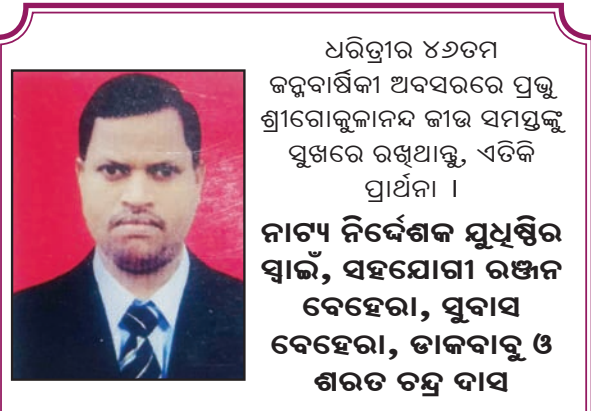 ଧରିତ୍ରୀର ୪୬ତମ
ଜନ୍ମବାର୍ଷିକୀ ଅବସରରେ ପ୍ରଭୁ
ଶ୍ରୀଗୋକୁଳାନନ୍ଦ ଜୀଉ ସମସ୍ତଙ୍କୁ
ସୁଖରେ ରଖିଥାନ୍ତୁ, ଏତିକି
ପ୍ରାର୍ଥନା ।
ନାଟ୍ୟ ନିର୍ଦ୍ଦେଶକ ଯୁଧିଷ୍ଠିର
ସ୍ୱାଇଁ, ସହଯୋଗୀ ରଞ୍ଜନ
ବେହେରା, ସୁବାସ
ବେହେରା, ଡାକବାବୁ ଓ
ଶରତ ଚନ୍ଦ୍ର ଦାସ